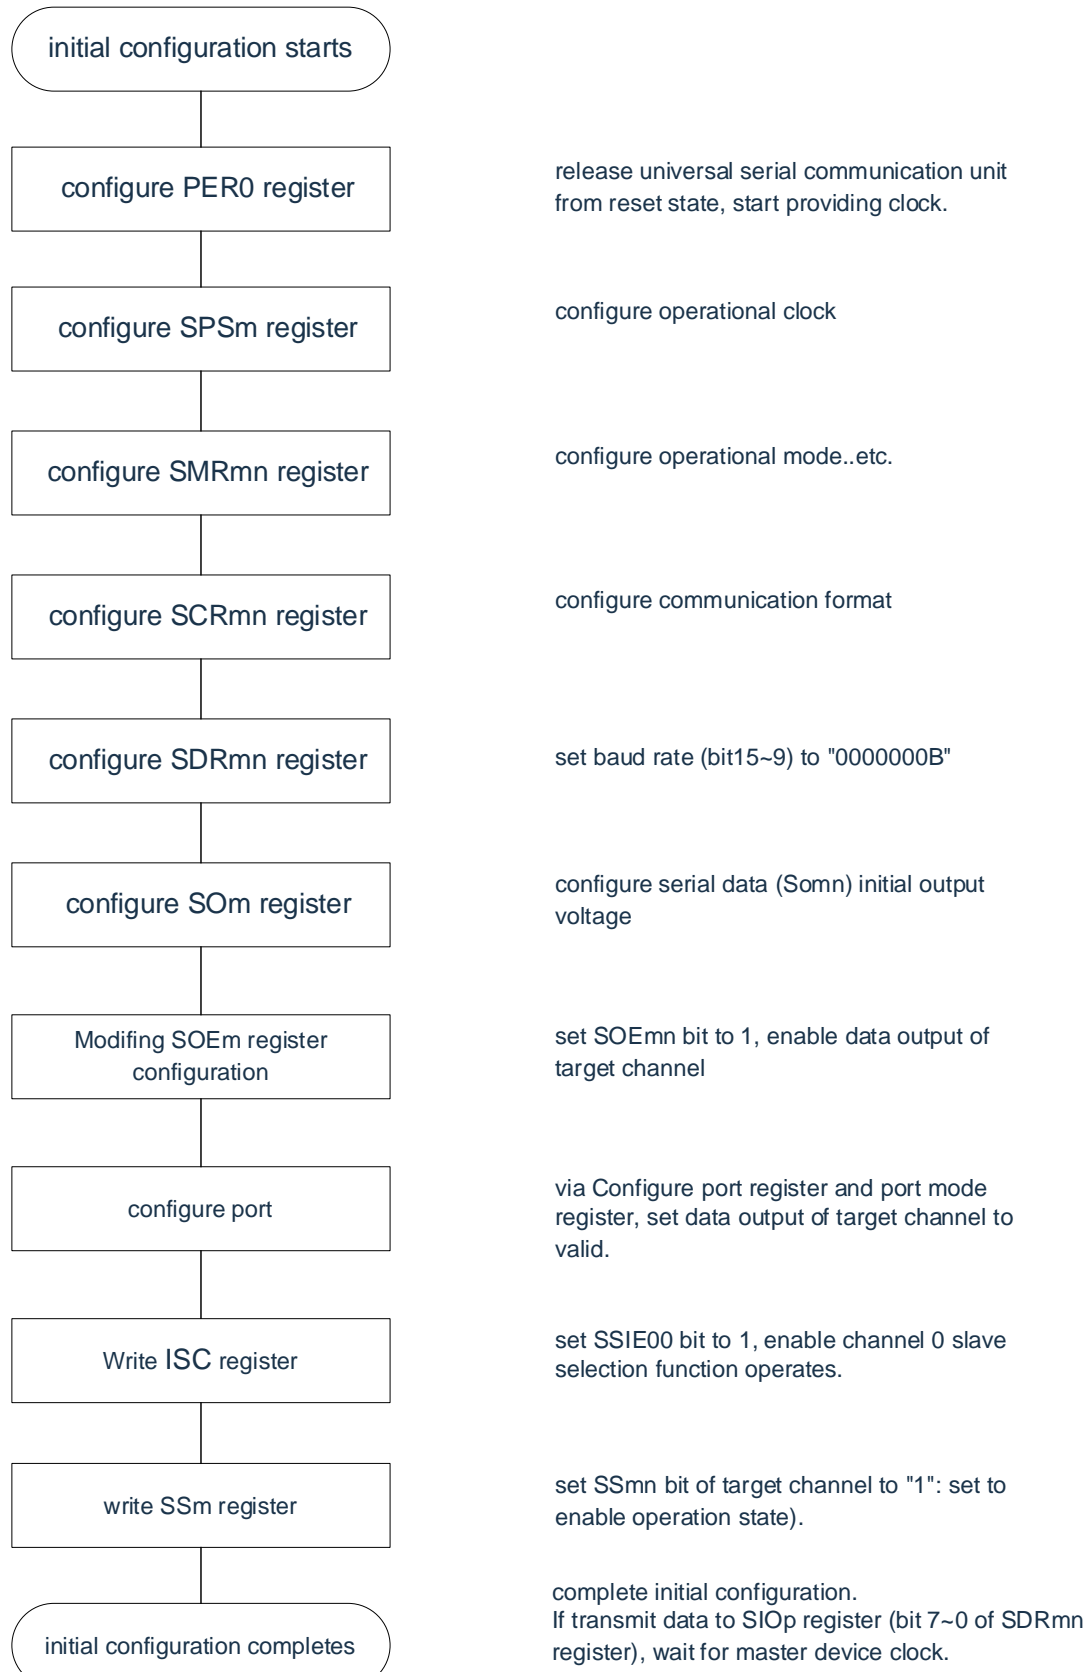 initial configuration starts
configure PER0 register
release universal serial communication unit
from reset state, start providing clock.
configure SPSm register
configure operational clock
configure SMRmn register
configure operational mode..etc.
configure SCRmn register
configure communication format
configure SDRmn register
set baud rate (bit15~9) to "0000000B"
configure SOm register
configure serial data (Somn) initial output
voltage
Modifing SOEm register
configuration
set SOEmn bit to 1, enable data output of
target channel
configure port
via Configure port register and port mode
register, set data output of target channel to
valid.
Write ISC register
set SSIE00 bit to 1, enable channel 0 slave
selection function operates.
write SSm register
set SSmn bit of target channel to "1": set to
enable operation state).
initial configuration completes
complete initial configuration.
If transmit data to SIOp register (bit 7~0 of SDRmn
register), wait for master device clock.